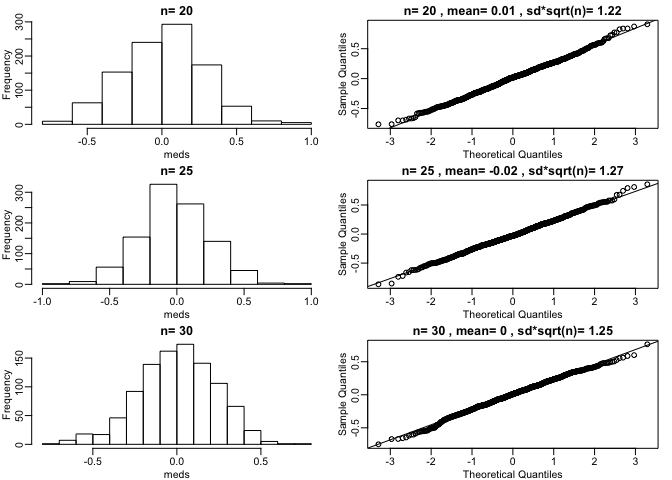 n= 20
Frequency
0 100 200 300
-0.5 0.0 0.5 1.0
meds
n= 20 , mean= 0.01 , sd*sqrt(n)= 1.22
Sample Quantiles
-0.5 0.0 0.5
-3 -2 -1 0 1 2 3
Theoretical Quantiles
n= 25
Frequency
0 100 200 300
-1.0 -0.5 0.0 0.5 1.0
meds
n= 25 , mean= -0.02 , sd*sqrt(n)= 1.27
Sample Quantiles
-0.5 0.0 0.5
-3 -2 -1 0 1 2 3
Theoretical Quantiles
n= 30
Frequency
0 50 100 150
-0.5 0.0 0.5
meds
n= 30 , mean= 0 , sd*sqrt(n)= 1.25
Sample Quantiles
-0.5 0.0 0.5
-3 -2 -1 0 1 2 3
Theoretical Quantiles